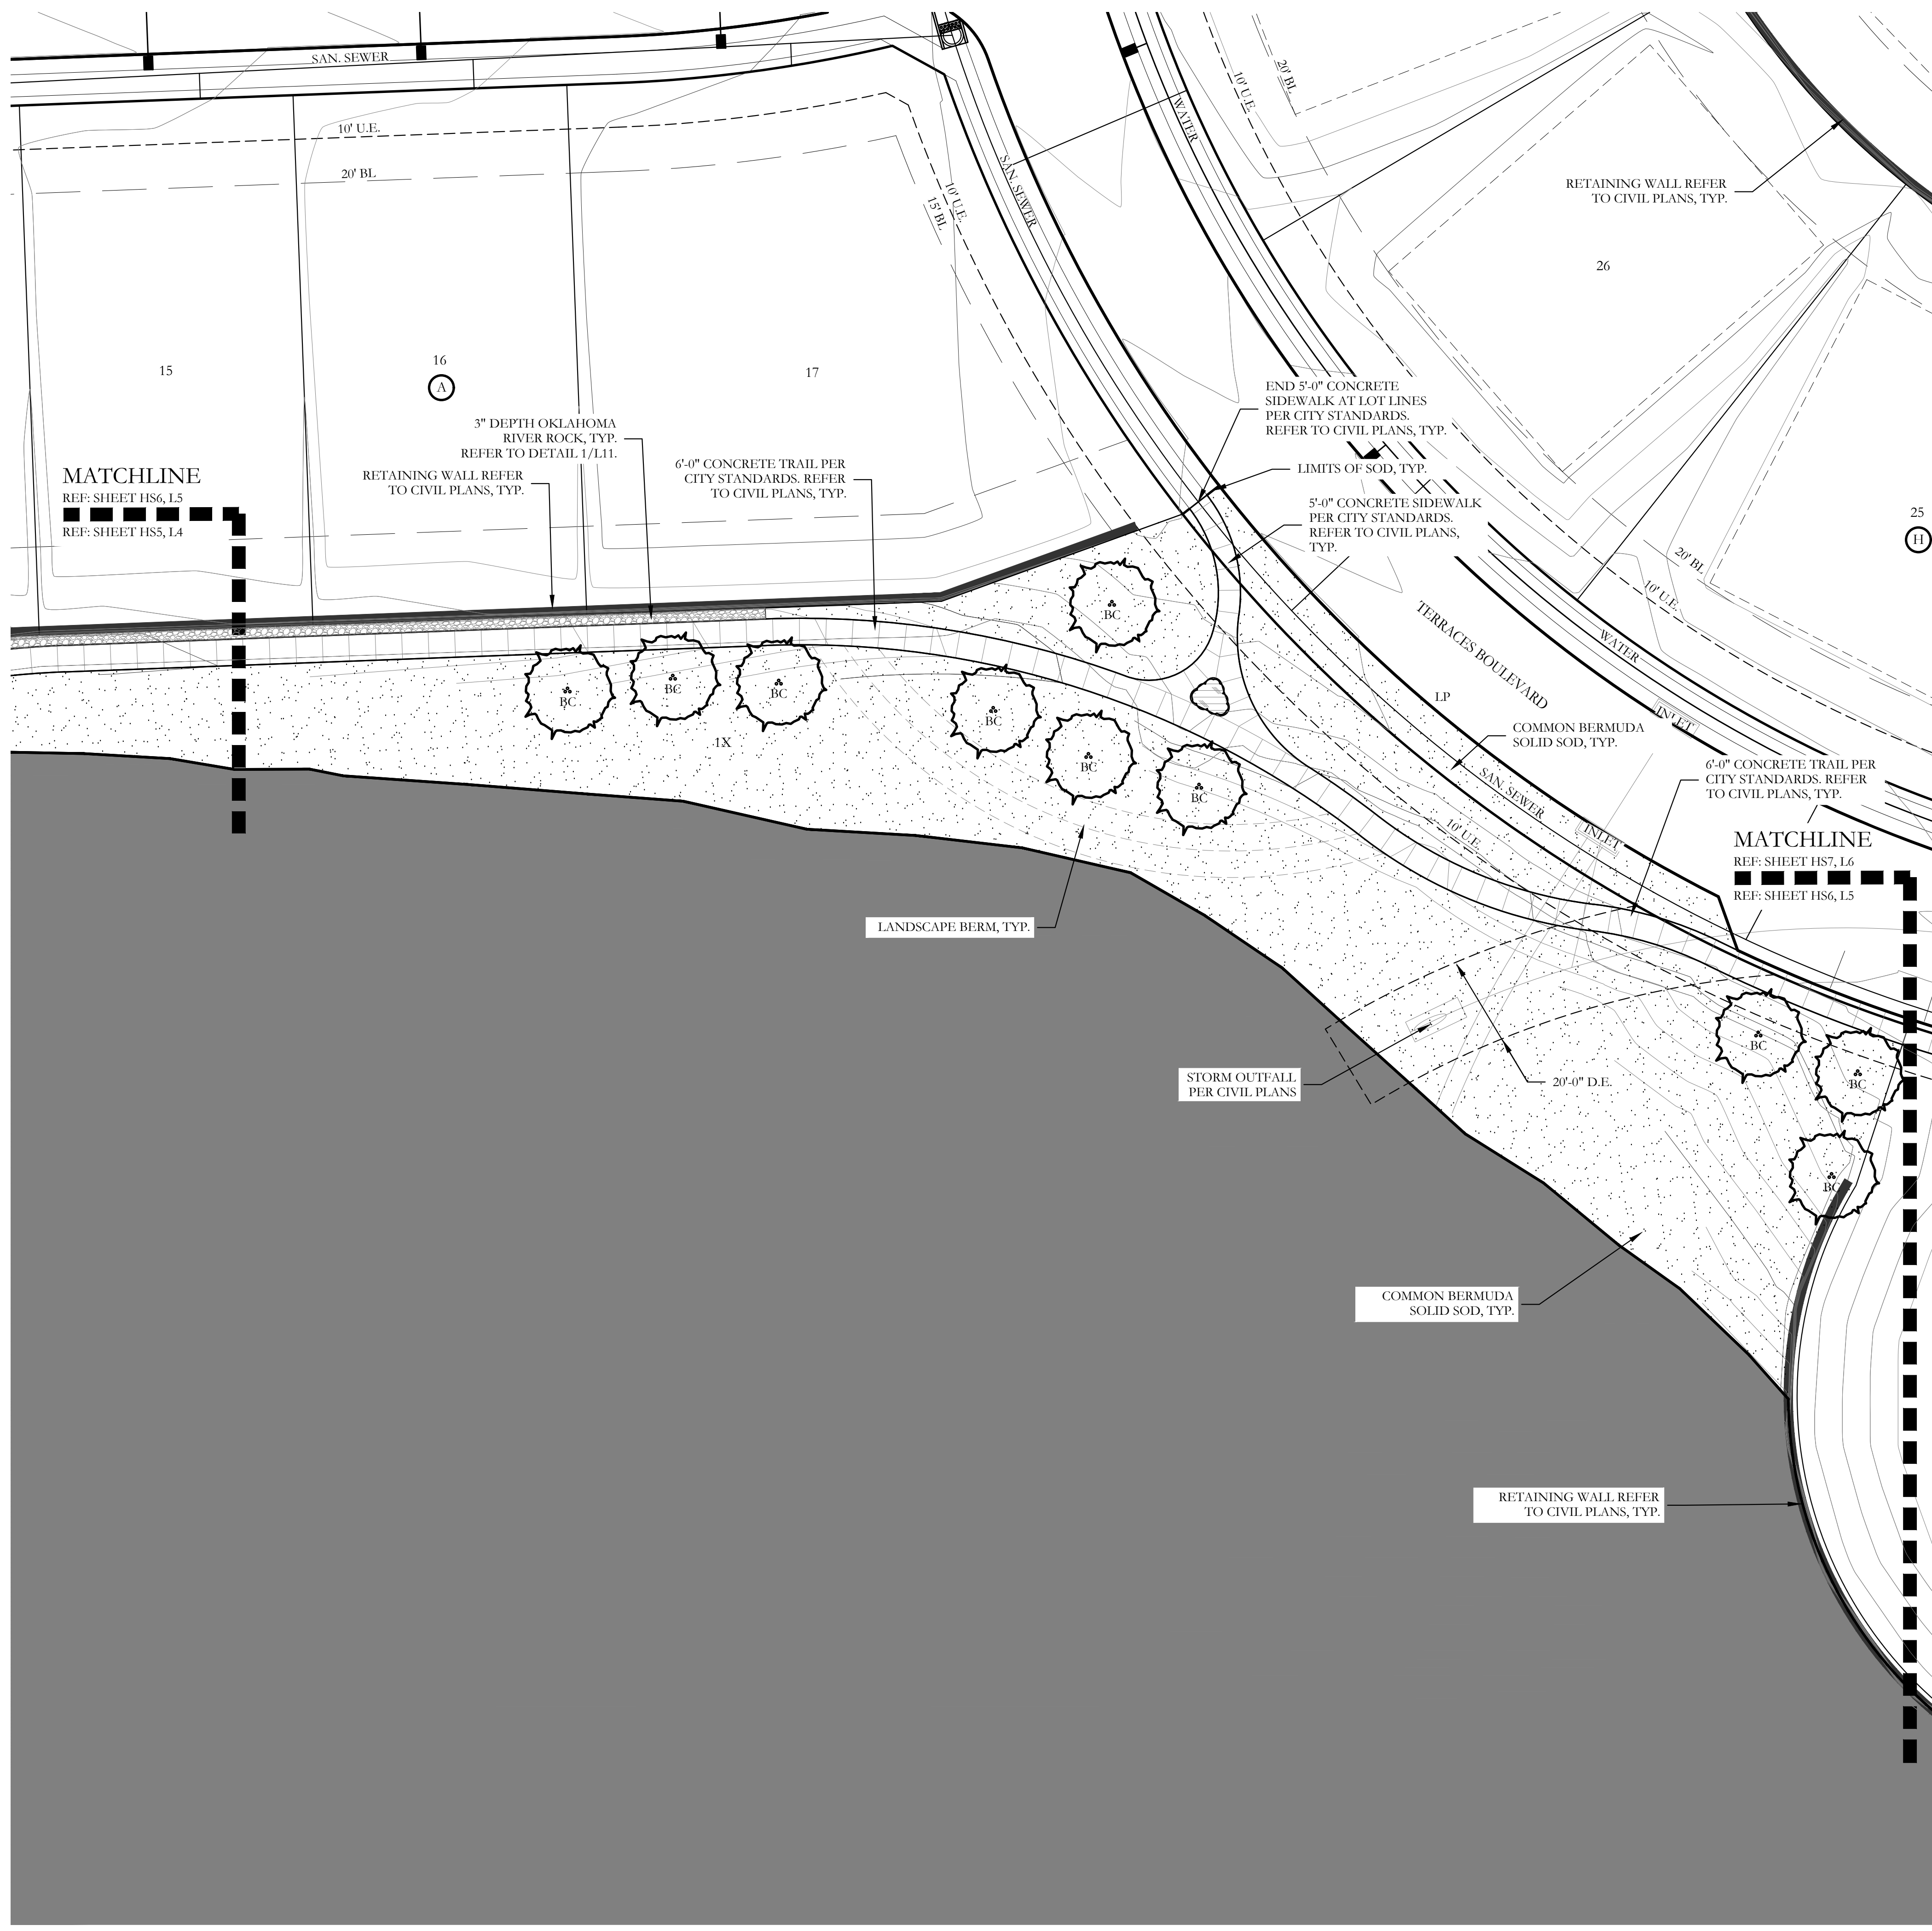 SAN. SEWER
10' U.E.
20' BL
15
16
A
17
10' U.E.
15' BL
SAN. SEWER
WATER
10' U.E.
20' BL
RETAINING WALL REFER
TO CIVIL PLANS, TYP.
26
25
H
3" DEPTH OKLAHOMA
RIVER ROCK, TYP.
REFER TO DETAIL 1/L11.
RETAINING WALL REFER
TO CIVIL PLANS, TYP.
6'-0" CONCRETE TRAIL PER
CITY STANDARDS. REFER
TO CIVIL PLANS, TYP.
MATCHLINE
REF: SHEET HS6, L5
REF: SHEET HS5, L4
END 5'-0" CONCRETE
SIDEWALK AT LOT LINES
PER CITY STANDARDS.
REFER TO CIVIL PLANS, TYP.
LIMITS OF SOD, TYP.
5'-0" CONCRETE SIDEWALK
PER CITY STANDARDS.
REFER TO CIVIL PLANS,
TYP.
20' BL
10' U.E.
WATER
TERRACES BOULEVARD
LP
INLET
COMMON BERMUDA
SOLID SOD, TYP.
SAN. SEWER
10' U.E.
INLET
6'-0" CONCRETE TRAIL PER
CITY STANDARDS. REFER
TO CIVIL PLANS, TYP.
MATCHLINE
REF: SHEET HS7, L6
REF: SHEET HS6, L5
BC
BC
BC
BC
BC
BC
BC
1X
LANDSCAPE BERM, TYP.
STORM OUTFALL
PER CIVIL PLANS
20'-0" D.E.
BC
BC
BC
COMMON BERMUDA
SOLID SOD, TYP.
RETAINING WALL REFER
TO CIVIL PLANS, TYP.